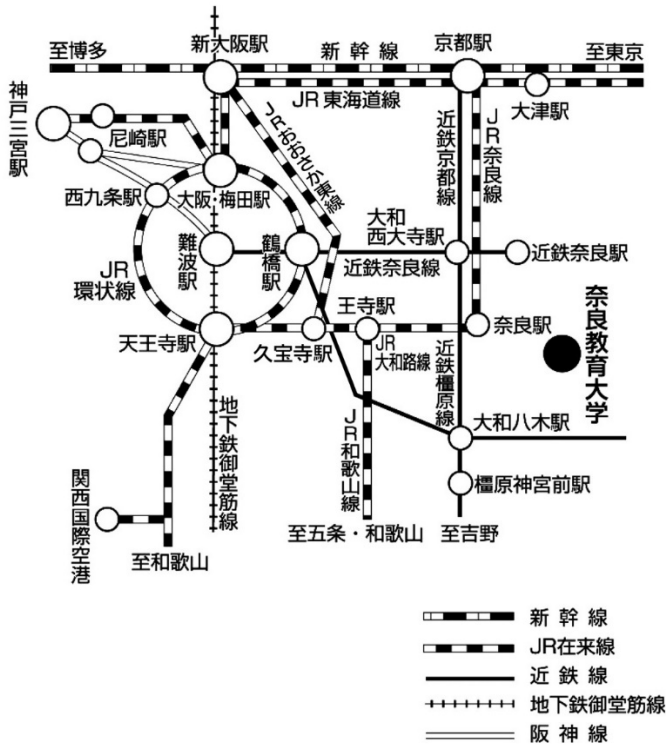 至博多
新大阪駅
新幹線
京都駅
至東京
神戸三宮駅
尼崎駅
JR東海道線
大津駅
JRおおさか東線
近鉄京都線
JR奈良線
西九条駅
大阪・梅田駅
難波駅
鶴橋駅
大和
西大寺駅
近鉄奈良線
近鉄奈良駅
JR
環状線
天王寺駅
久宝寺駅
王寺駅
JR
大和路線
奈良駅
奈良教育大学
近鉄橿原線
地下鉄御堂筋線
JR和歌山線
大和八木駅
橿原神宮前駅
関西国際空港
至和歌山
至五条・和歌山
至吉野
新幹線
JR在来線
近鉄線
地下鉄御堂筋線
阪神線